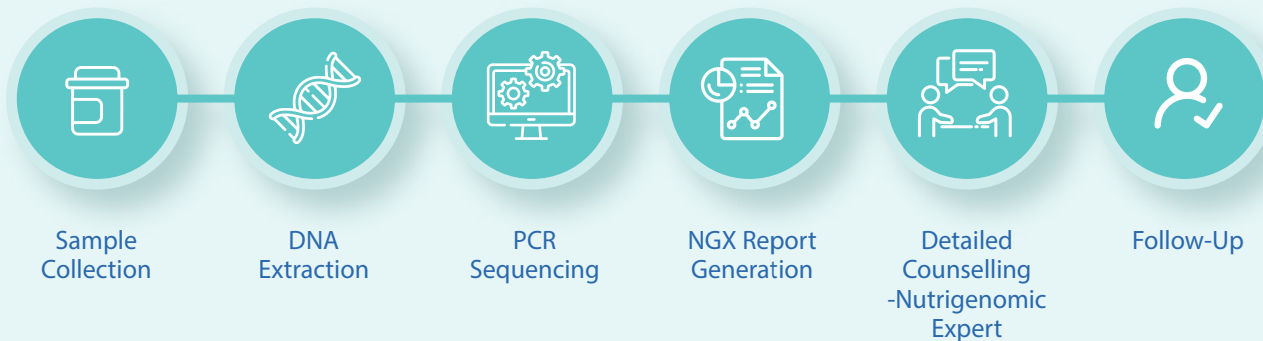 Sample
Collection
DNA
Extraction
PCR
Sequencing
NGX Report
Generation
Detailed
Counselling
-Nutrigenomic
Expert
Follow-Up